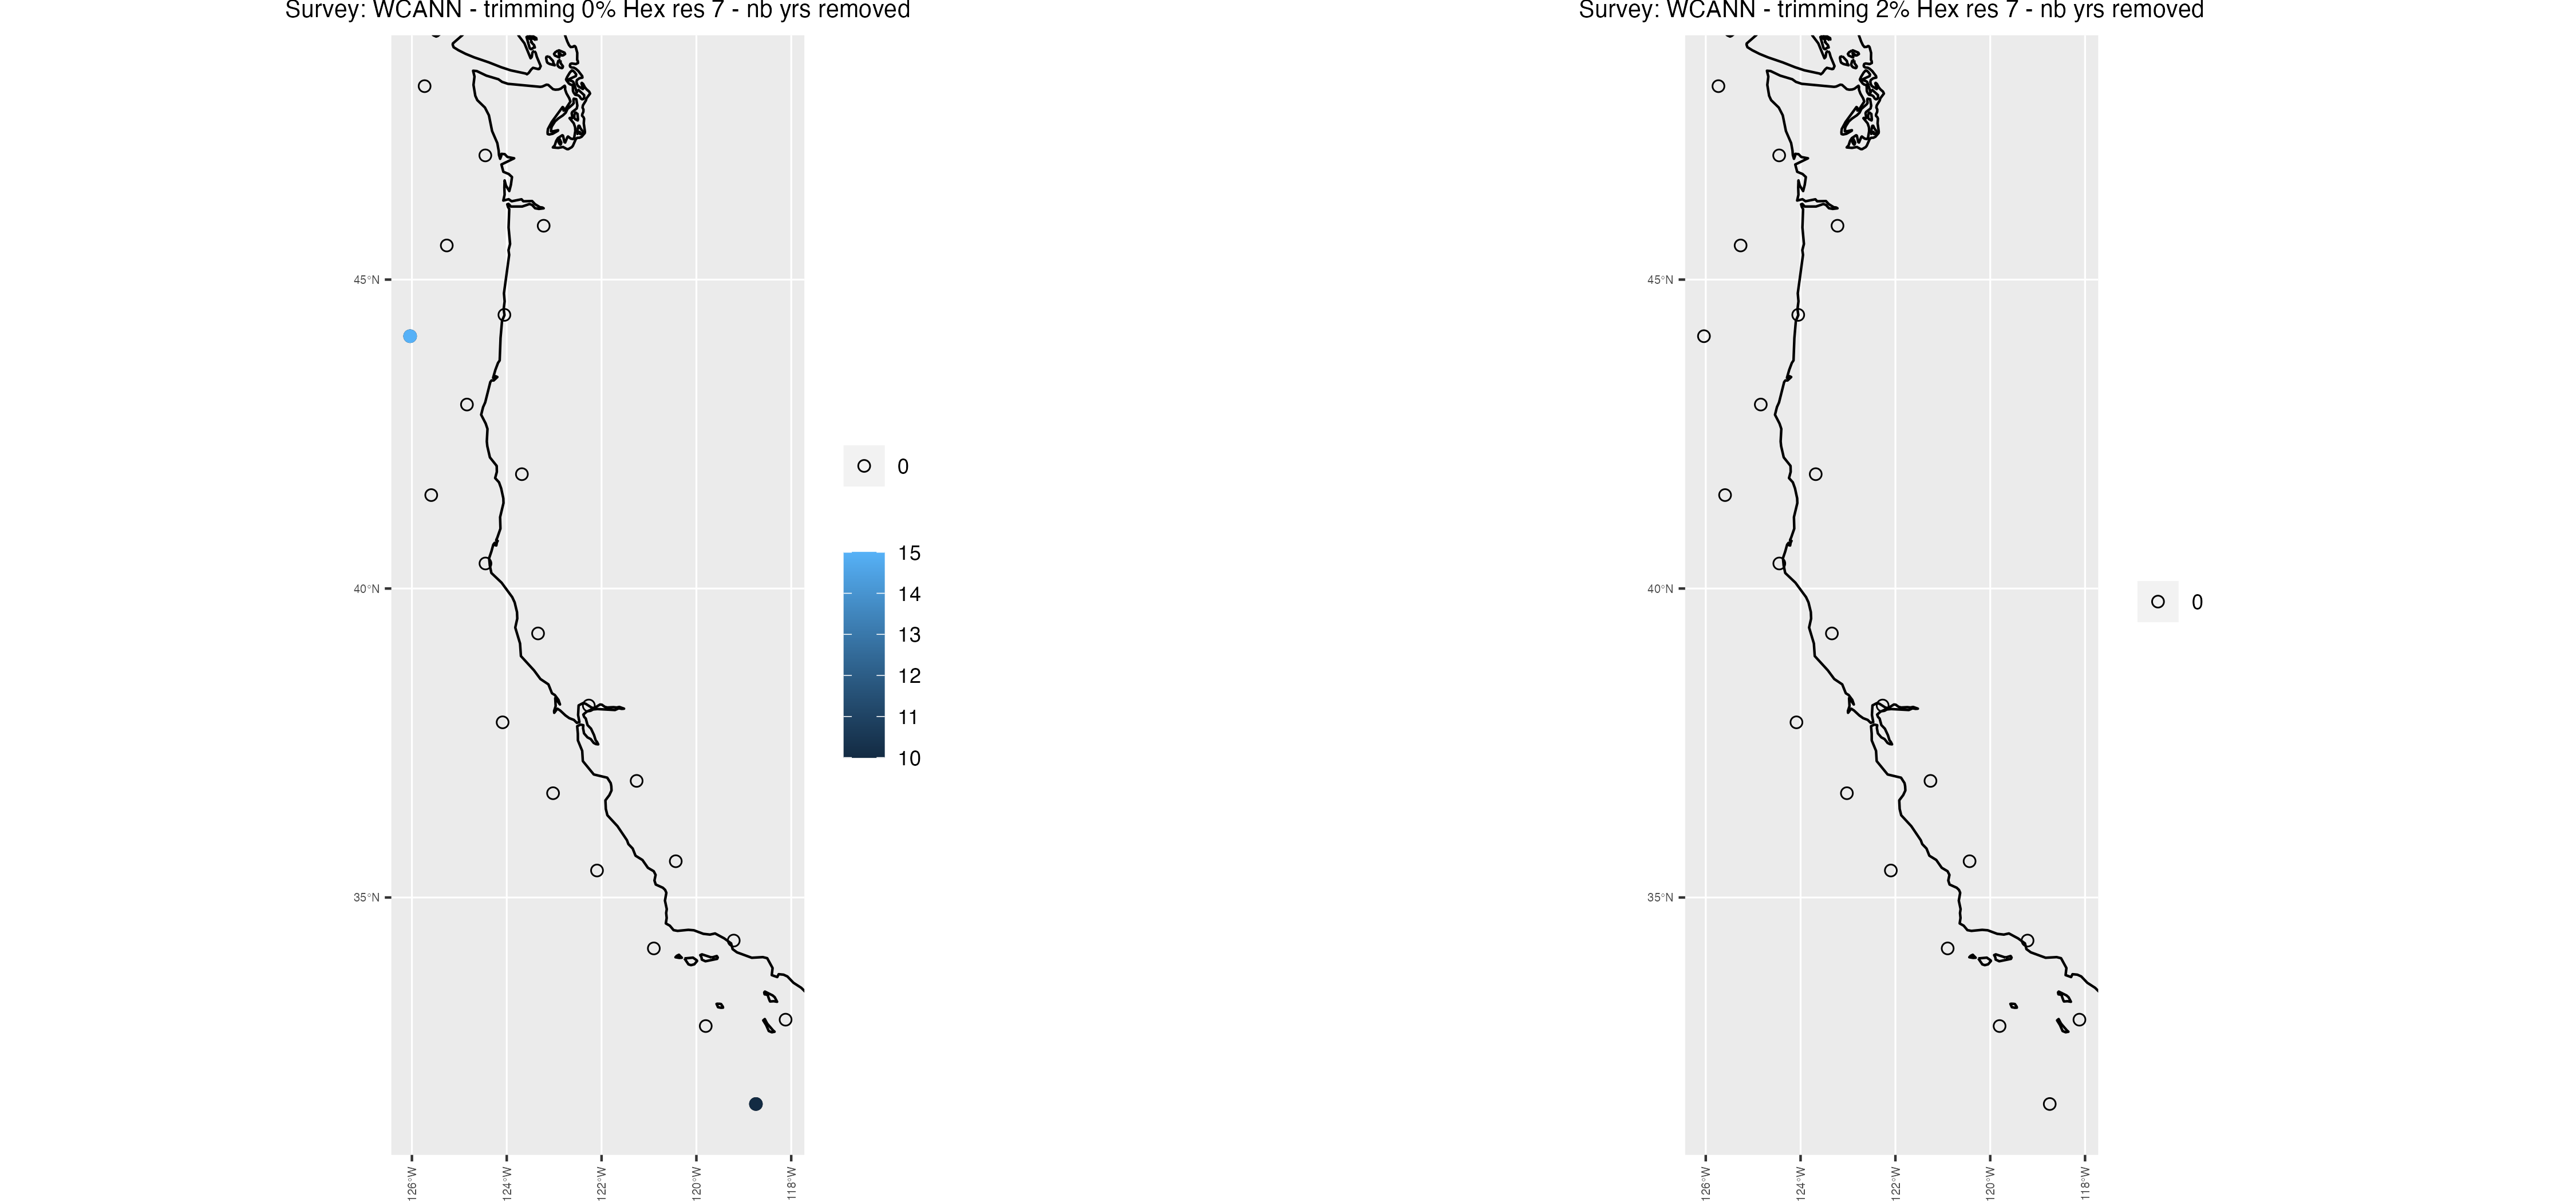 Survey: WCANN - trimming 0% Hex res 7 - nb yrs removed
45°N
40°N
35°N
126°W
124°W
122°W
120°W
118°W
0
15
14
13
12
11
10
Survey: WCANN - trimming 2% Hex res 7 - nb yrs removed
45°N
40°N
35°N
126°W
124°W
122°W
120°W
118°W
0